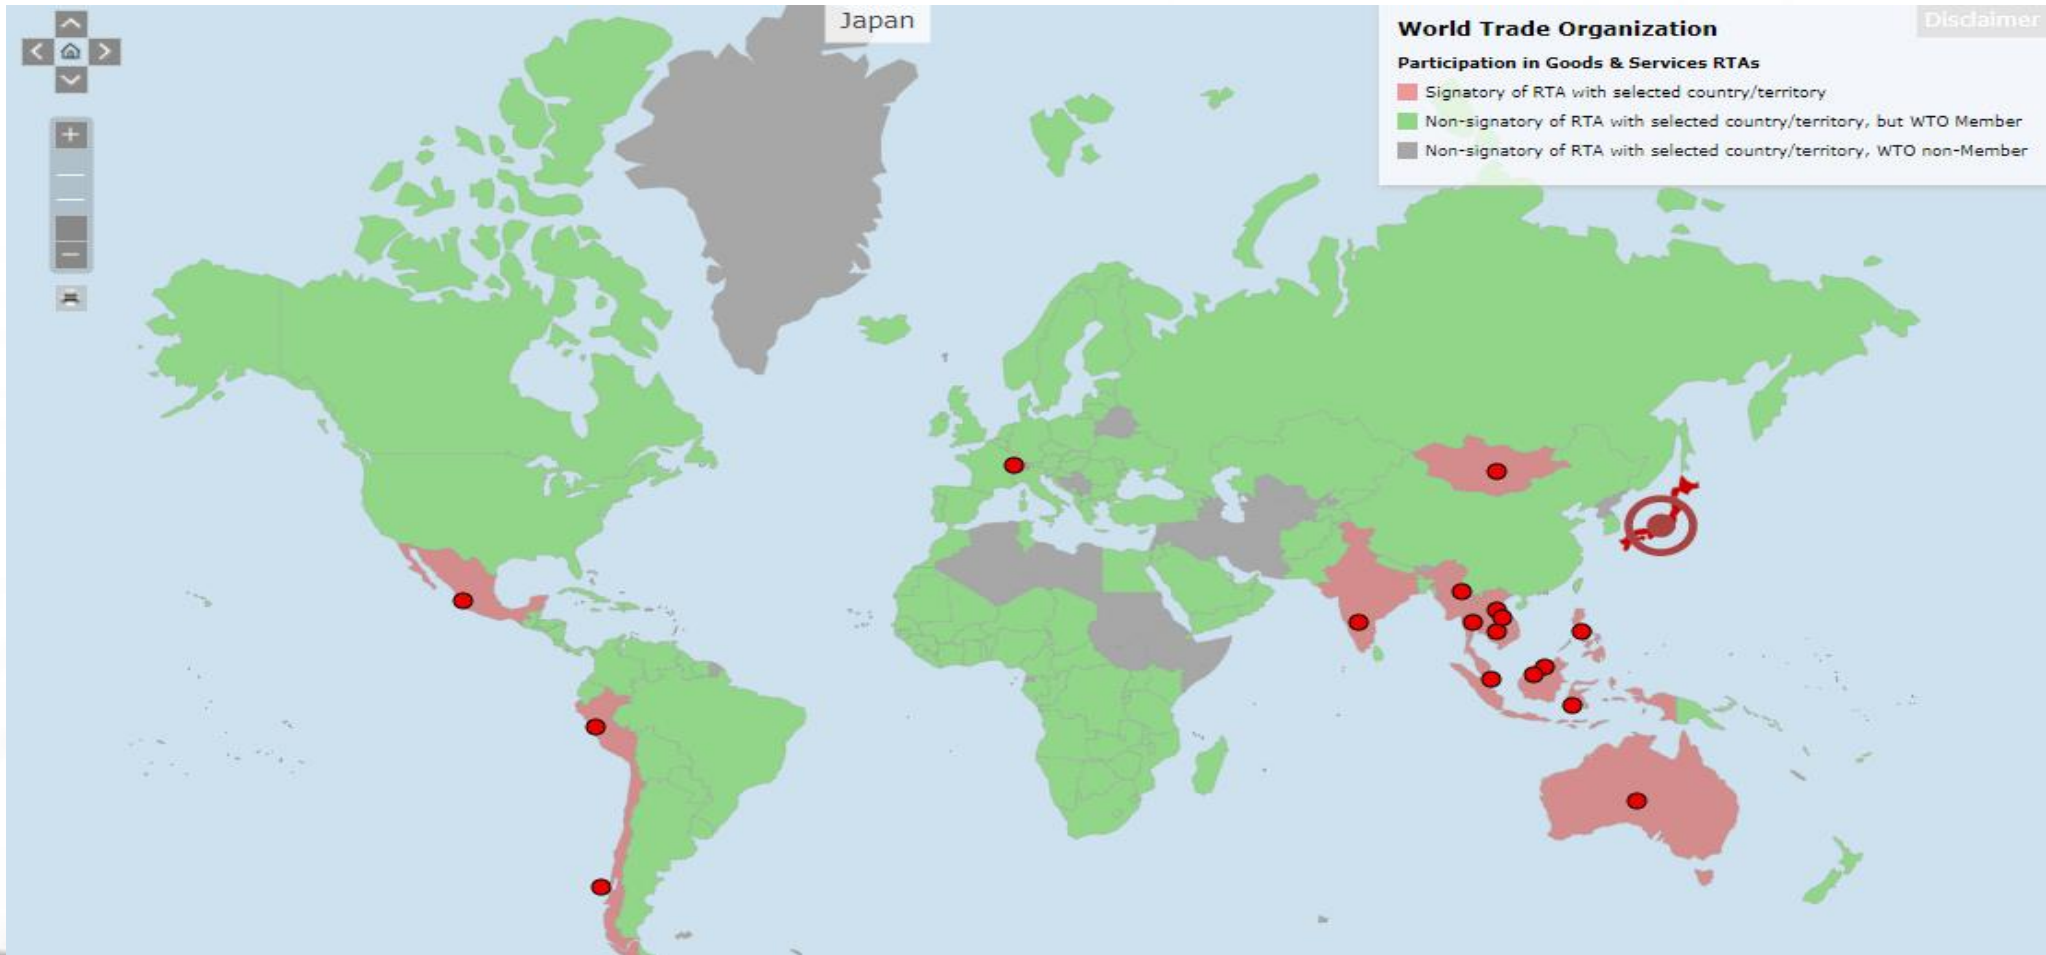 Japan
Disclaimer
World Trade Organization
Participation in Goods & Services RTAs
Signatory of RTA with selected country/territory
Non-signatory of RTA with selected country/territory, but WTO Member
Non-signatory of RTA with selected country/territory, WTO non-Member